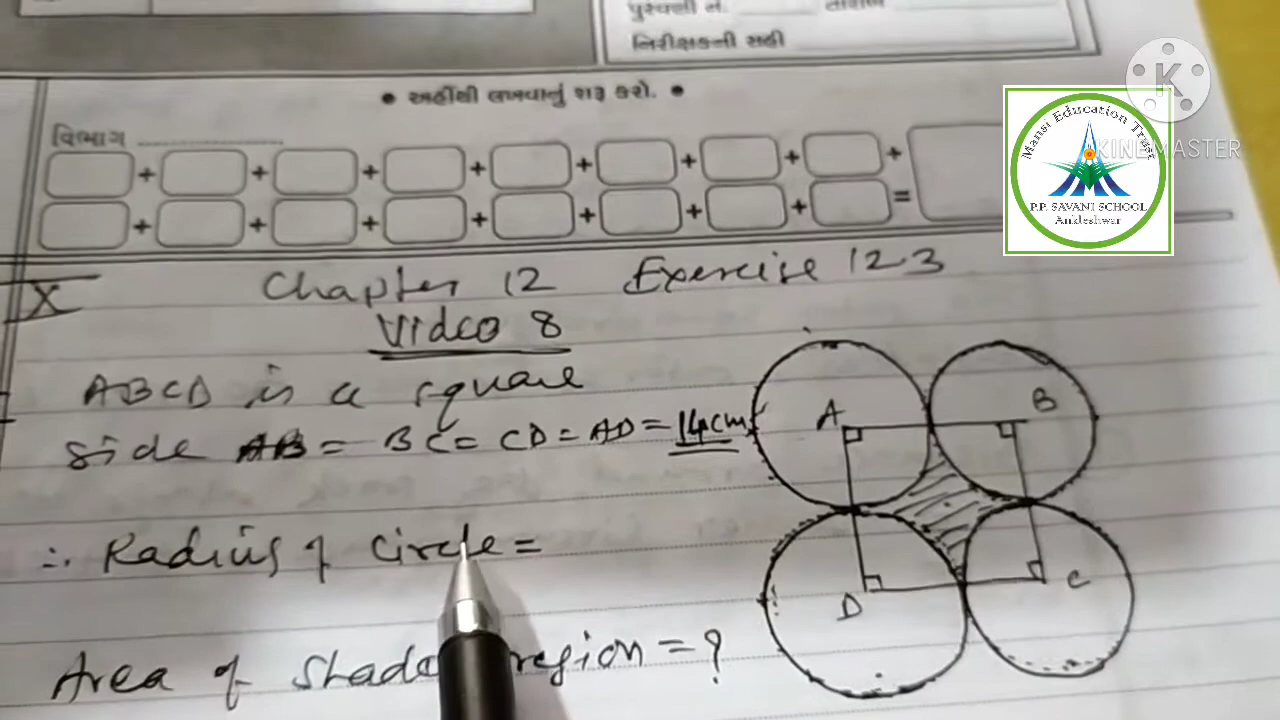 પુરવણી નં. તારીખ
નિરીક્ષકની સહી
● અહીંથી લખવાનું શરૂ કરો. ●
વિભાગ
+ + + + + + + +
+ + + + + + + =
X Chapter 12 Exercise 12.3
Video 8
ABCD is a square
side AB = BC = CD = AD = 14cm
∴ Radius of Circle =
Area of Shaded region = ?
A
B
D
C
Mansi Education Trust
P.P. SAVANI SCHOOL
Ankleshwar
K
KINEMASTER